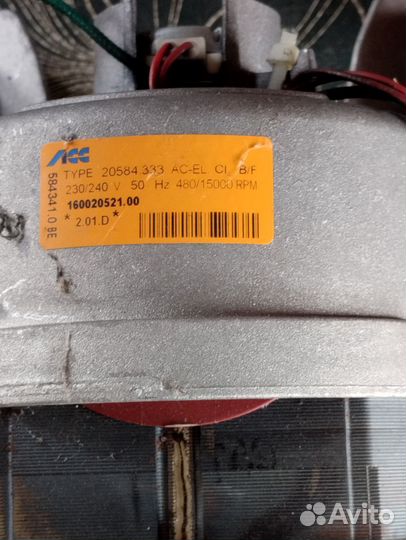 ACC
TYPE 20584.333 AC-EL CL B/F
230/240 V 50 Hz 480/15000 RPM
160020521.00
* 2.01.D *
584341.0 BE
Avito